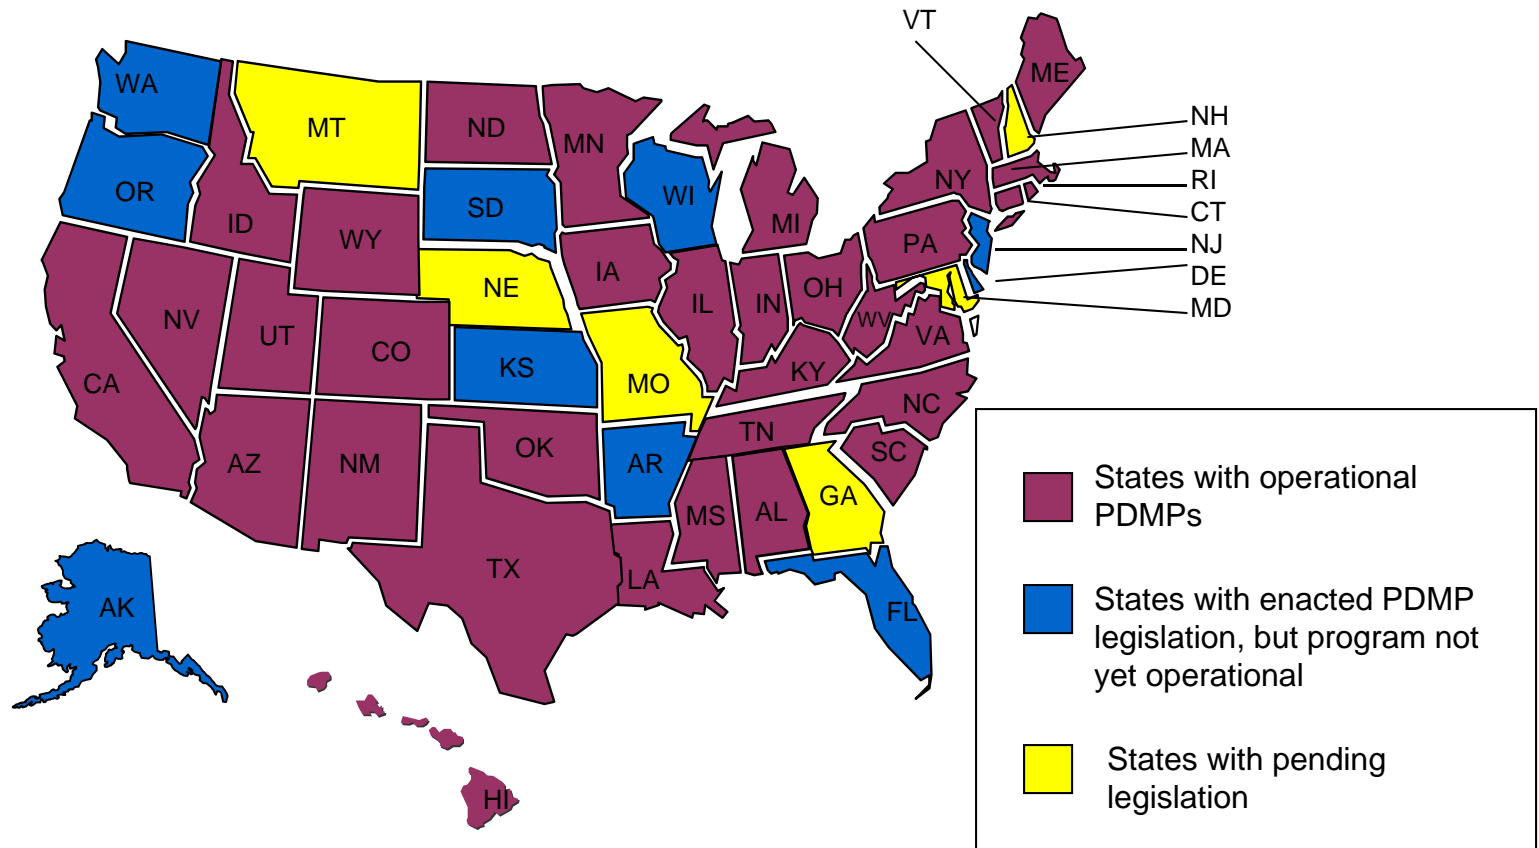 VT
ME
WA
MT
ND
MN
NH
MA
OR
ID
SD
WI
NY
RI
CT
WY
MI
PA
NJ
IA
DE
NE
OH
MD
NV
UT
CO
IL
IN
WV
VA
KS
MO
KY
CA
NC
TN
SC
AZ
NM
OK
AR
GA
MS
AL
TX
LA
AK
FL
HI
States with operational
PDMPs
States with enacted PDMP
legislation, but program not
yet operational
States with pending
legislation